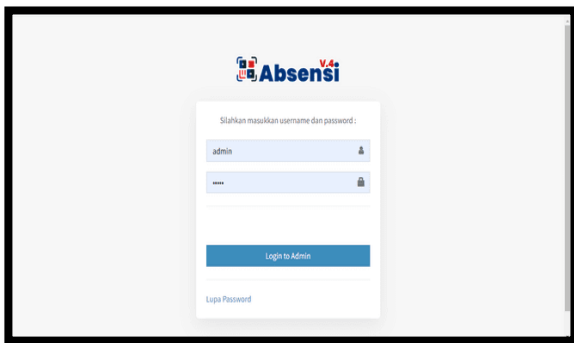 Absensi V.4
Silahkan masukkan username dan password :
admin
•••••
Login to Admin
Lupa Password